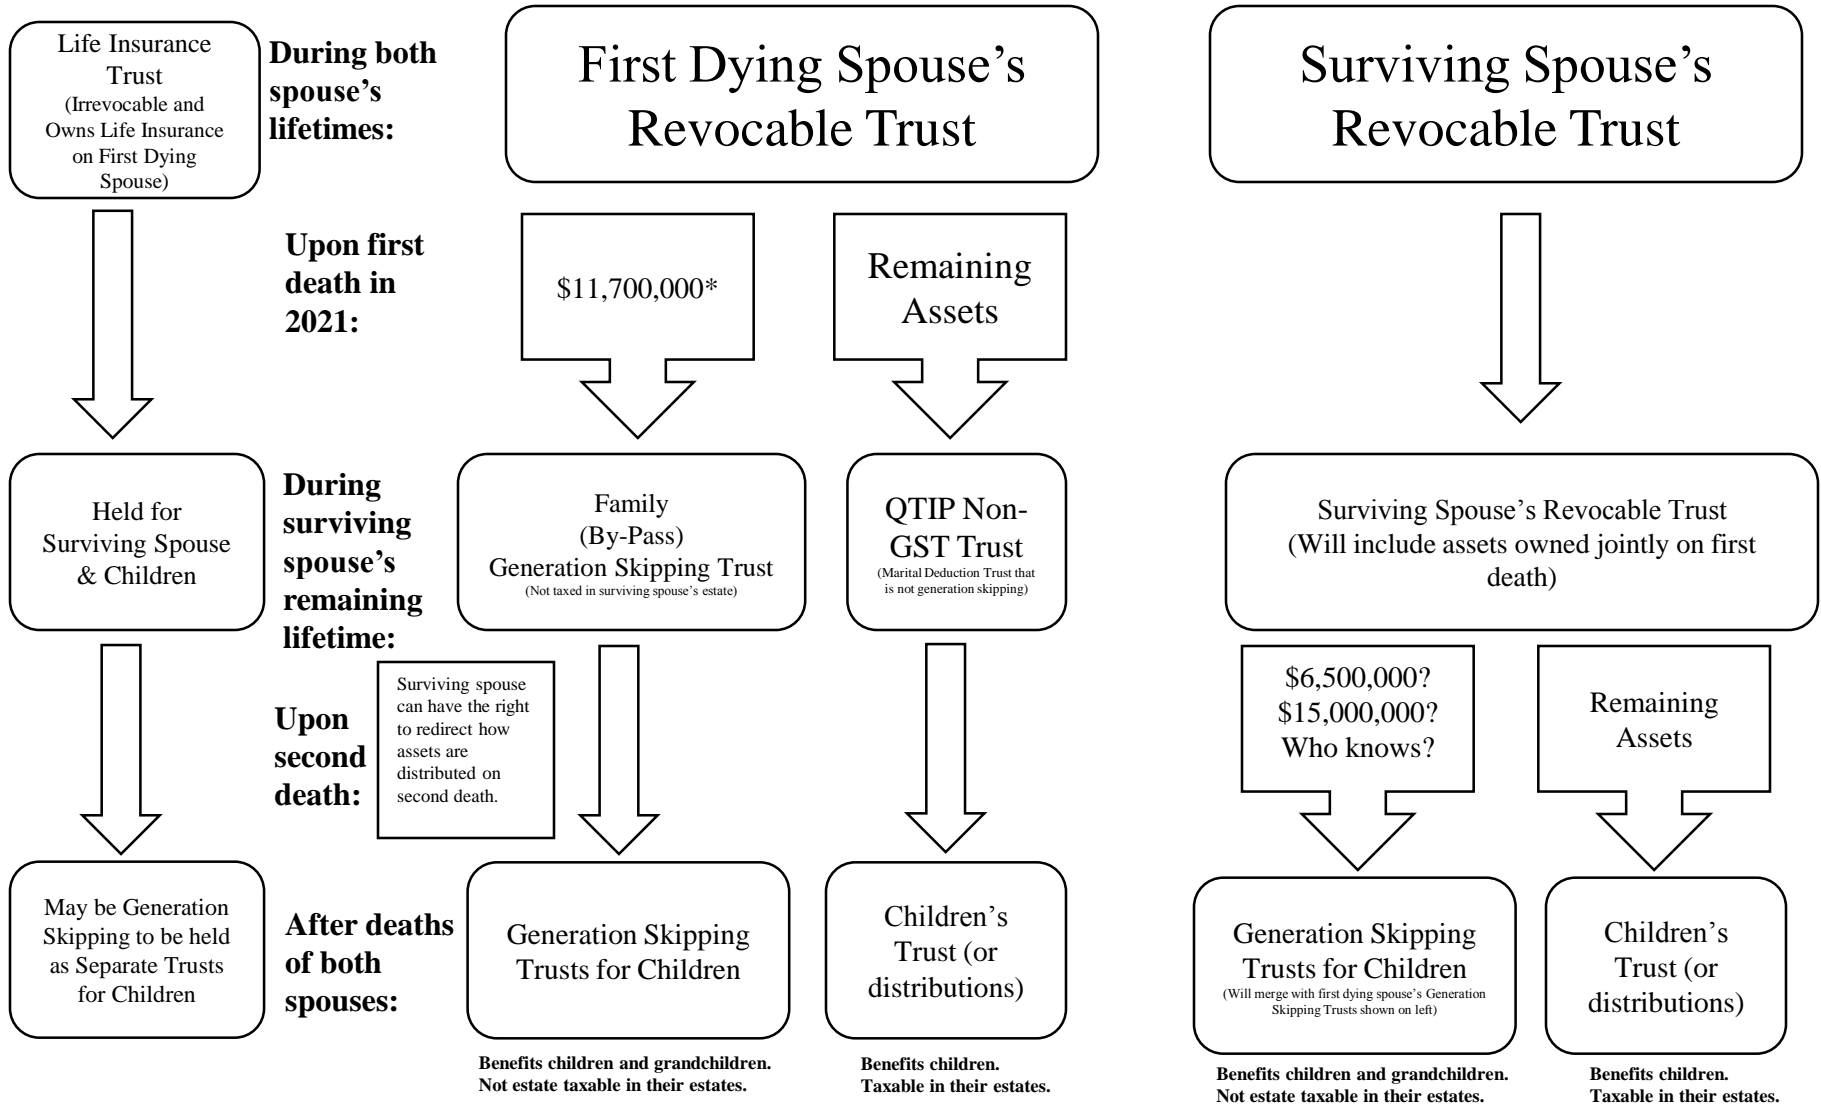 Life Insurance
Trust
(Irrevocable and
Owns Life Insurance
on First Dying
Spouse)
During both
spouse’s
lifetimes:
First Dying Spouse’s
Revocable Trust
Surviving Spouse’s
Revocable Trust
Upon first
death in
2021:
$11,700,000*
Remaining
Assets
Held for
Surviving Spouse
& Children
During
surviving
spouse’s
remaining
lifetime:
Family
(By-Pass)
Generation Skipping Trust
(Not taxed in surviving spouse’s estate)
QTIP Non-
GST Trust
(Marital Deduction Trust that
is not generation skipping)
Surviving Spouse’s Revocable Trust
(Will include assets owned jointly on first
death)
Upon
second
death:
Surviving spouse
can have the right
to redirect how
assets are
distributed on
second death.
$6,500,000?
$15,000,000?
Who knows?
Remaining
Assets
May be Generation
Skipping to be held
as Separate Trusts
for Children
After deaths
of both
spouses:
Generation Skipping
Trusts for Children
Children’s
Trust (or
distributions)
Generation Skipping
Trusts for Children
(Will merge with first dying spouse’s Generation
Skipping Trusts shown on left)
Children’s
Trust (or
distributions)
Benefits children and grandchildren.
Not estate taxable in their estates.
Benefits children.
Taxable in their estates.
Benefits children and grandchildren.
Not estate taxable in their estates.
Benefits children.
Taxable in their estates.